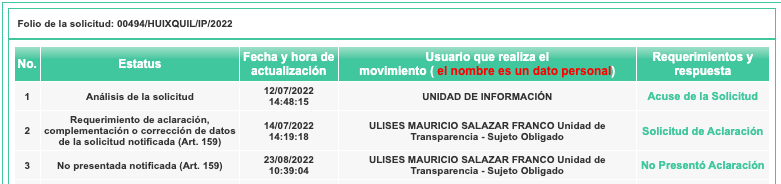 Folio de la solicitud: 00494/HUIXQUIL/IP/2022
No. Estatus Fecha y hora de actualización Usuario que realiza el movimiento ( el nombre es un dato personal) Requerimientos y respuesta
1 Análisis de la solicitud 12/07/2022 14:48:15 UNIDAD DE INFORMACIÓN Acuse de la Solicitud
2 Requerimiento de aclaración, complementación o corrección de datos de la solicitud notificada (Art. 159) 14/07/2022 14:19:18 ULISES MAURICIO SALAZAR FRANCO Unidad de Transparencia - Sujeto Obligado Solicitud de Aclaración
3 No presentada notificada (Art. 159) 23/08/2022 10:39:04 ULISES MAURICIO SALAZAR FRANCO Unidad de Transparencia - Sujeto Obligado No Presentó Aclaración